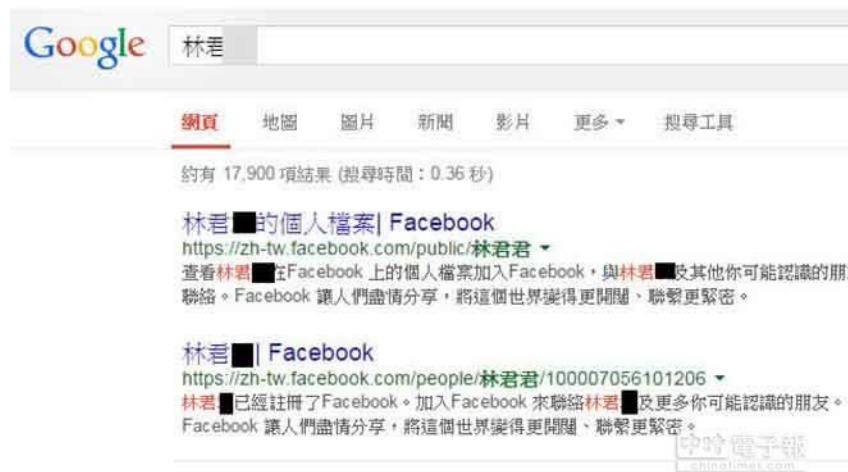 Google 林君
網頁 地圖 圖片 新聞 影片 更多 搜尋工具
約有 17,900 項結果 (搜尋時間：0.36 秒)
林君 的個人檔案| Facebook
https://zh-tw.facebook.com/public/林君君
查看林君 在Facebook 上的個人檔案加入Facebook，與林君 及其他你可能認識的朋
聯絡。Facebook 讓人們盡情分享，將這個世界變得更開闊、聯繫更緊密。
林君 | Facebook
https://zh-tw.facebook.com/people/林君君/100007056101206
林君 已經註冊了Facebook。加入Facebook 來聯絡林君 及更多你可能認識的朋友。
Facebook 讓人們盡情分享，將這個世界變得更開闊、聯繫更緊密。
中時電子報
chinatimes.com